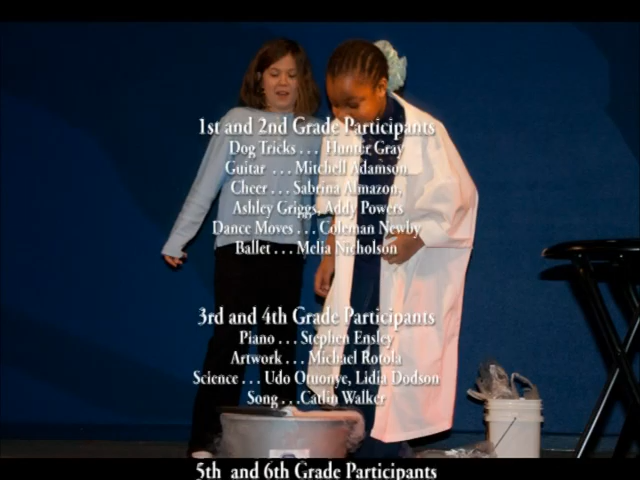 1st and 2nd Grade Participants
Dog Tricks . . . Hunter Gray
Guitar . . . Mitchell Adamson
Cheer . . . Sabrina Almazon,
Ashley Griggs, Addy Powers
Dance Moves . . . Coleman Newby
Ballet . . . Melia Nicholson
3rd and 4th Grade Participants
Piano . . . Stephen Ensley
Artwork . . . Michael Rotola
Science . . . Udo Otuonye, Lidia Dodson
Song . . .Catlin Walker
5th and 6th Grade Participants